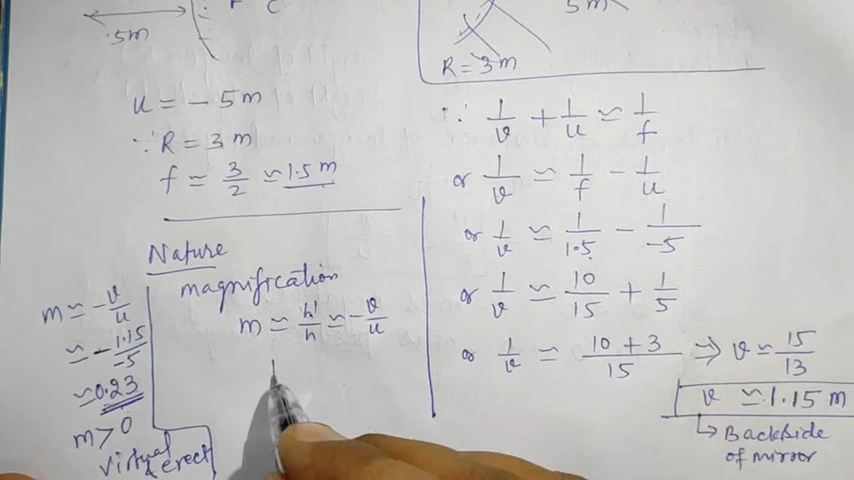 .5m
F C
5m
R = 3m
u = - 5m
∵ R = 3 m
f ≈ 3/2 ≈ 1.5 m
∵ 1/v + 1/u ≈ 1/f
or 1/v ≈ 1/f - 1/u
or 1/v ≈ 1/1.5 - 1/-5
or 1/v ≈ 10/15 + 1/5
or 1/v ≈ 10 + 3/15 ⇒ v ≈ 15/13
v ≈ 1.15 m
↳ Backside
of mirror
Nature
magnification
m ≈ h'/h ≈ - v/u
m ≈ - v/u
≈ - 1.15/-5
≈ 0.23
m > 0
virtual
& erect